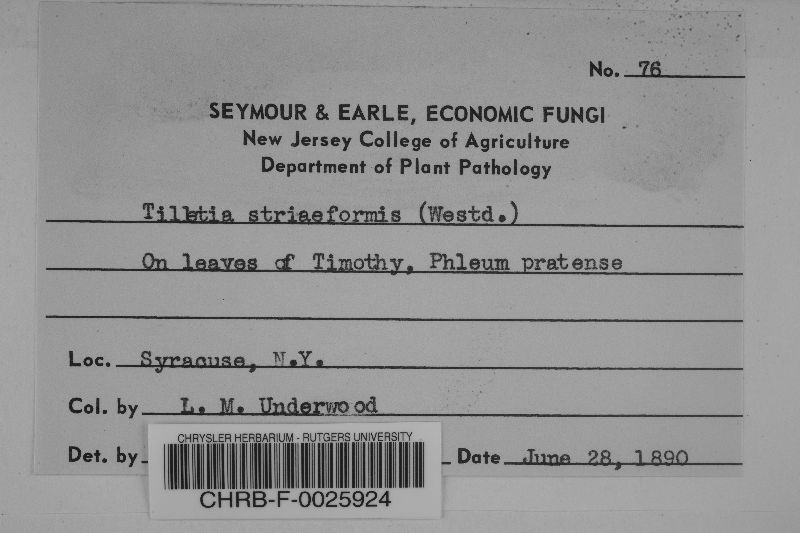 No. 76
SEYMOUR & EARLE, ECONOMIC FUNGI
New Jersey College of Agriculture
Department of Plant Pathology
Tilletia striaeformis (Westd.)
On leaves of Timothy, Phleum pratense
Loc. Syracuse, N.Y.
Col. by L. M. Underwood
Det. by Date June 28, 1890
CHRYSLER HERBARIUM - RUTGERS UNIVERSITY
CHRB-F-0025924